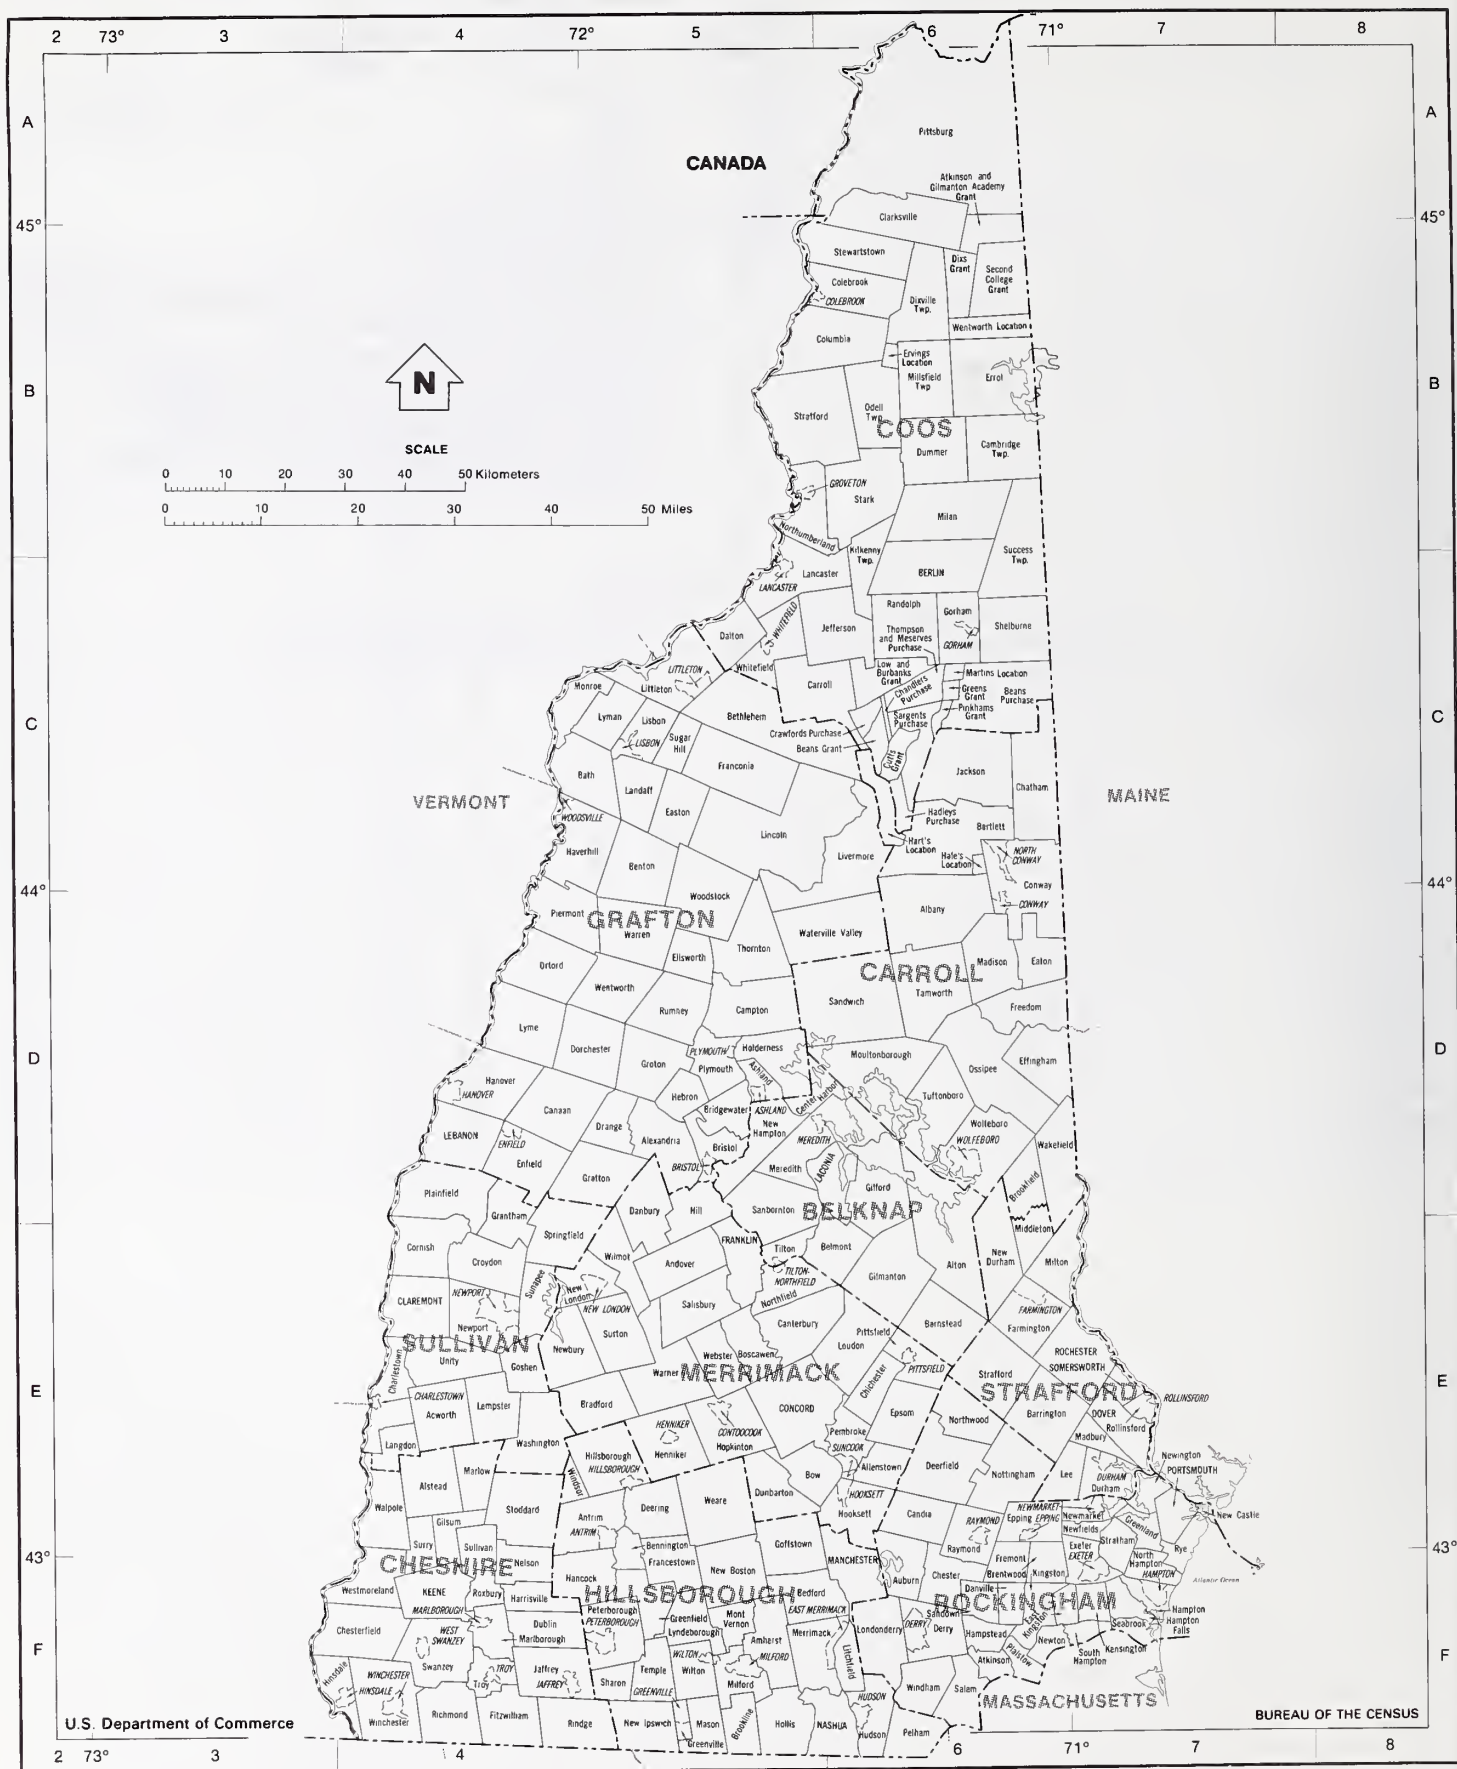 2 73° 3 4 72° 5 6 71° 7 8
A
A
Pittsburg
CANADA
Atkinson and
Gilmanton Academy
Grant
45°
45°
Clarksville
Stewartstown
Dixs
Grant
Second
College
Grant
Colebrook
COLEBROOK
Dixville
Twp.
Wentworth Location
Columbia
Ervings
Location
N
B
B
Millsfield
Twp
Errol
Stratford
Odell
Twp.
COOS
SCALE
Dummer
Cambridge
Twp.
0 10 20 30 40 50 Kilometers
GROVETON
Stark
0 10 20 30 40 50 Miles
Milan
Northumberland
Kilkenny
Twp.
Success
Twp.
Lancaster
BERLIN
LANCASTER
Randolph
Gorham
WHITEFIELD
Jefferson
Shelburne
Dalton
Thompson
and Meserves
Purchase
GORHAM
LITTLETON
Whitefield
Low and
Burbanks
Grant
Martins Location
Monroe
Littleton
Carroll
Chandlers
Purchase
Greens
Grant
Beans
Purchase
C
C
Lyman
Lisbon
Bethlehem
Sargents
Purchase
Pinkhams
Grant
LISBON
Sugar
Hill
Crawfords Purchase
Beans Grant
Cutts
Grant
Franconia
Bath
Jackson
Landaff
Chatham
VERMONT
MAINE
WOODSVILLE
Easton
Hadleys
Purchase
Lincoln
Bartlett
Haverhill
Hart's
Location
NORTH
CONWAY
Benton
Livermore
Hale's
Location
44°
44°
Conway
Woodstock
CONWAY
Albany
Piermont
GRAFTON
Warren
Waterville Valley
Ellsworth
Thornton
Orford
CARROLL
Madison
Eaton
Wentworth
Tamworth
Sandwich
Rumney
Campton
Freedom
Lyme
D
D
Dorchester
PLYMOUTH
Holderness
Moultonborough
Groton
Plymouth
Ashland
Ossipee
Effingham
Hanover
HANOVER
Hebron
Center Harbor
Tuftonboro
Canaan
Bridgewater
ASHLAND
New
Hampton
Orange
Wolfeboro
LEBANON
ENFIELD
Alexandria
MEREDITH
WOLFEBORO
Wakefield
Enfield
Bristol
BRISTOL
Meredith
LACONIA
Grafton
Gilford
Brookfield
Plainfield
Danbury
Hill
Sanbornton
BELKNAP
Grantham
Middleton
Springfield
FRANKLIN
Cornish
Wilmot
Tilton
Belmont
New
Durham
Croydon
Andover
Alton
Milton
Sunapee
TILTON-
NORTHFIELD
Gilmanton
NEWPORT
New
London
CLAREMONT
NEW LONDON
Salisbury
Northfield
FARMINGTON
Newport
Canterbury
Barnstead
Farmington
SULLIVAN
Sutton
Pittsfield
Loudon
Unity
Newbury
Webster
Boscawen
ROCHESTER
SOMERSWORTH
Charlestown
Goshen
Warner
MERRIMACK
PITTSFIELD
Strafford
E
E
STRAFFORD
CHARLESTOWN
Chichester
ROLLINSFORD
Lempster
Bradford
CONCORD
Acworth
Epsom
Northwood
Barrington
DOVER
HENNIKER
CONTOOCOOK
Pembroke
Rollinsford
Langdon
Washington
Hillsborough
Henniker
Hopkinton
SUNCOOK
Madbury
HILLSBOROUGH
Newington
Marlow
Allenstown
Deerfield
PORTSMOUTH
Windsor
Bow
Nottingham
Lee
DURHAM
Alstead
Durham
Walpole
Stoddard
Deering
Weare
Dunbarton
HOOKSETT
Antrim
Hooksett
Candia
NEWMARKET
New Castle
Gilsum
ANTRIM
RAYMOND
Epping EPPING
Newmarket
Newfields
Greenland
Surry
Sullivan
Bennington
Goffstown
Raymond
Exeter
EXETER
Stratham
Rye
43°
43°
CHESHIRE
Nelson
Francestown
MANCHESTER
Fremont
North
Hampton
Hancock
New Boston
Auburn
Chester
Brentwood
Kingston
HAMPTON
Atlantic Ocean
Westmoreland
KEENE
Roxbury
Harrisville
HILLSBOROUGH
Bedford
Danville
ROCKINGHAM
MARLBOROUGH
Peterborough
PETERBOROUGH
Greenfield
Mont
Vernon
EAST MERRIMACK
Sandown
Hampton
Hampton
Falls
Chesterfield
WEST
SWANZEY
Dublin
Lyndeborough
Merrimack
Londonderry
DERRY
Derry
Hampstead
East
Kingston
Seabrook
Marlborough
Amherst
F
F
Newton
South
Hampton
Kensington
Swanzey
WILTON
MILFORD
Litchfield
Atkinson
Plaistow
Hinsdale
WINCHESTER
TROY
Jaffrey
JAFFREY
Temple
Wilton
HINSDALE
Troy
Sharon
GREENVILLE
Milford
Windham
Salem
MASSACHUSETTS
HUDSON
Winchester
Richmond
Fitzwilliam
Rindge
New Ipswich
Mason
Brookline
Hollis
NASHUA
Hudson
Pelham
Greenville
U.S. Department of Commerce
BUREAU OF THE CENSUS
2 73° 3 4 6 71° 7 8